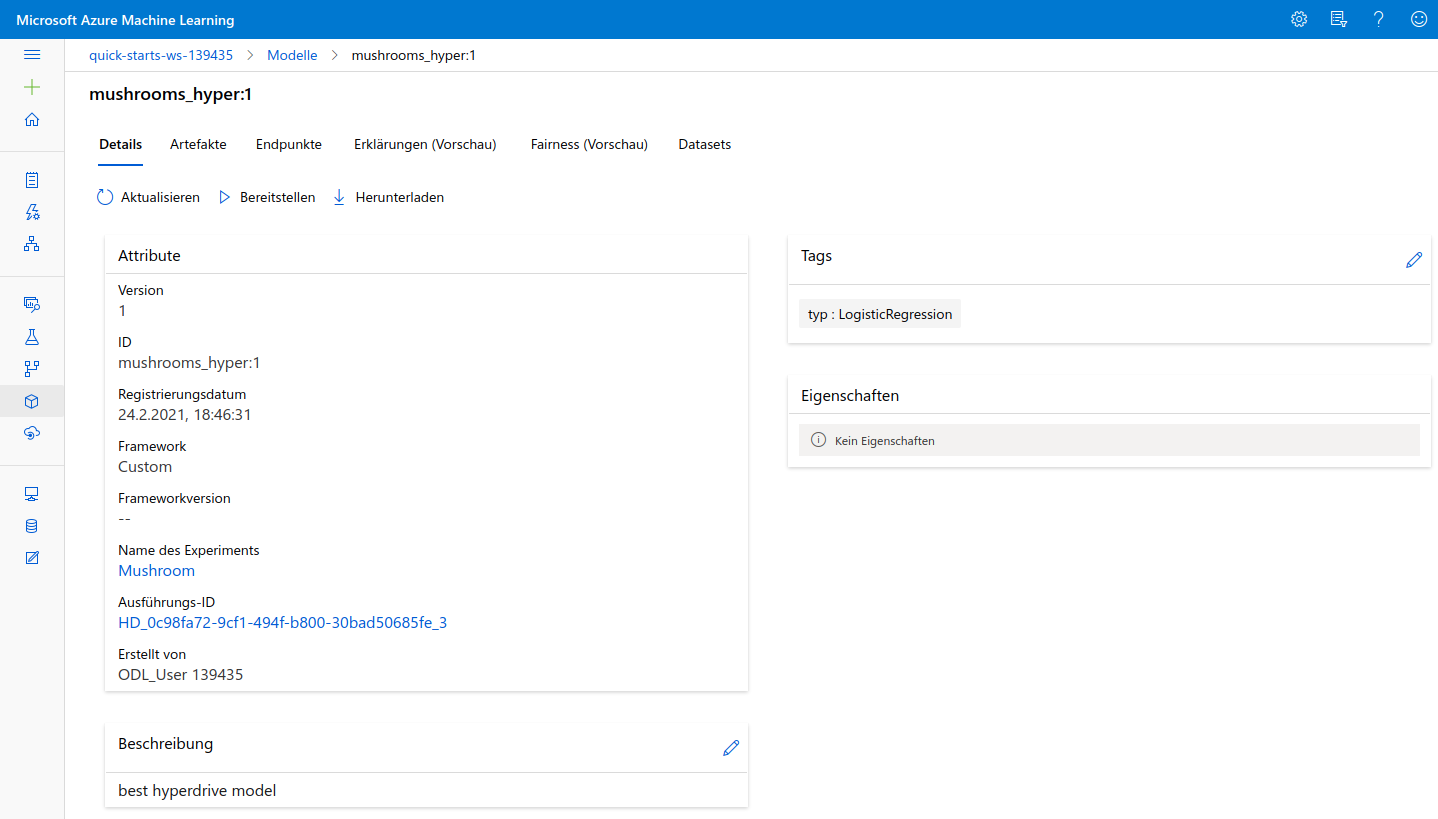 Microsoft Azure Machine Learning
quick-starts-ws-139435 > Modelle > mushrooms_hyper:1
mushrooms_hyper:1
Details Artefakte Endpunkte Erklärungen (Vorschau) Fairness (Vorschau) Datasets
Aktualisieren Bereitstellen Herunterladen
Attribute
Version
1
ID
mushrooms_hyper:1
Registrierungsdatum
24.2.2021, 18:46:31
Framework
Custom
Frameworkversion
--
Name des Experiments
Mushroom
Ausführungs-ID
HD_0c98fa72-9cf1-494f-b800-30bad50685fe_3
Erstellt von
ODL_User 139435
Beschreibung
best hyperdrive model
Tags
typ : LogisticRegression
Eigenschaften
Kein Eigenschaften